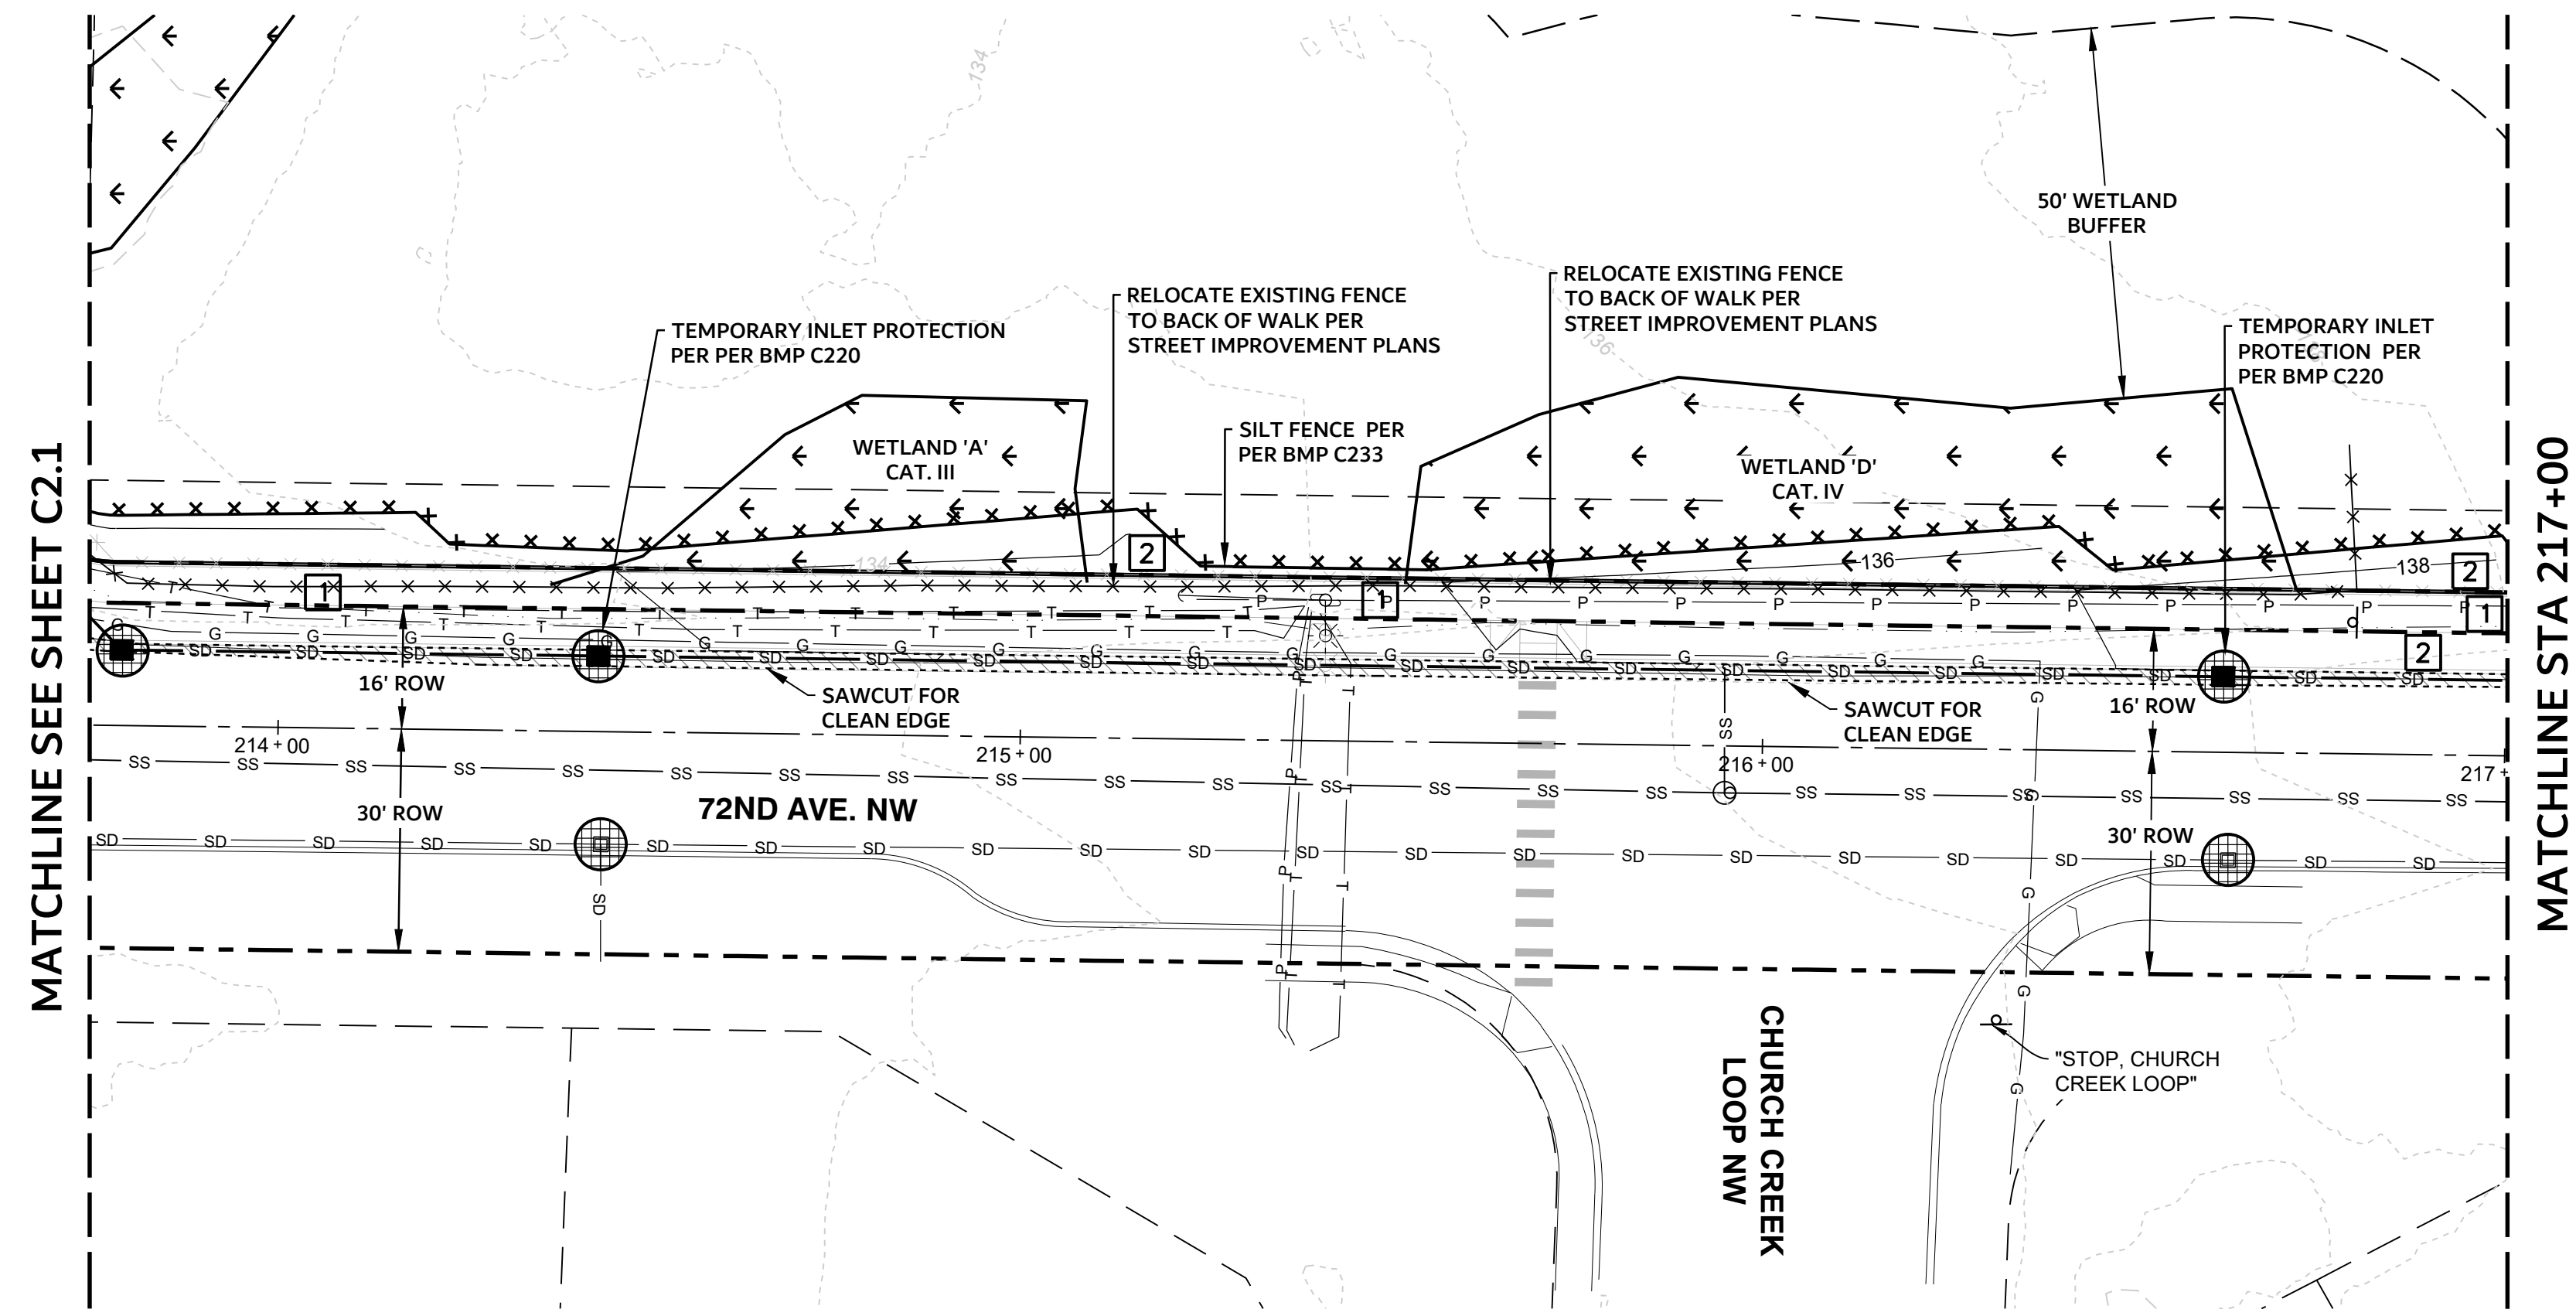 MATCHLINE SEE SHEET C2.1
134
50' WETLAND
BUFFER
RELOCATE EXISTING FENCE
TO BACK OF WALK PER
STREET IMPROVEMENT PLANS
RELOCATE EXISTING FENCE
TO BACK OF WALK PER
STREET IMPROVEMENT PLANS
TEMPORARY INLET PROTECTION
PER PER BMP C220
TEMPORARY INLET
PROTECTION PER
PER BMP C220
136
SILT FENCE PER
PER BMP C233
WETLAND 'A'
CAT. III
WETLAND 'D'
CAT. IV
2
134
136
138
2
1
1
1
2
16' ROW
SAWCUT FOR
CLEAN EDGE
16' ROW
SAWCUT FOR
CLEAN EDGE
214+00
215+00
216+00
217+
30' ROW
72ND AVE. NW
30' ROW
CHURCH CREEK
LOOP NW
"STOP, CHURCH
CREEK LOOP"
MATCHLINE STA 217+00